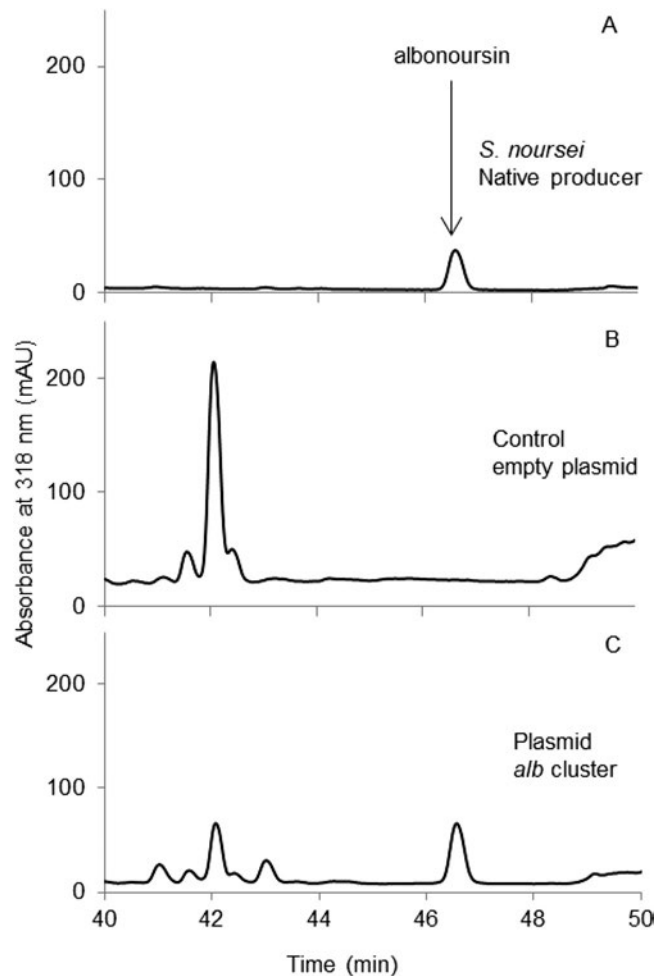 A
200
albonoursin
S. noursei
Native producer
100
0
B
200
Control
empty plasmid
100
0
C
200
Plasmid
alb cluster
100
0
40 42 44 46 48 50
Time (min)
Absorbance at 318 nm (mAU)